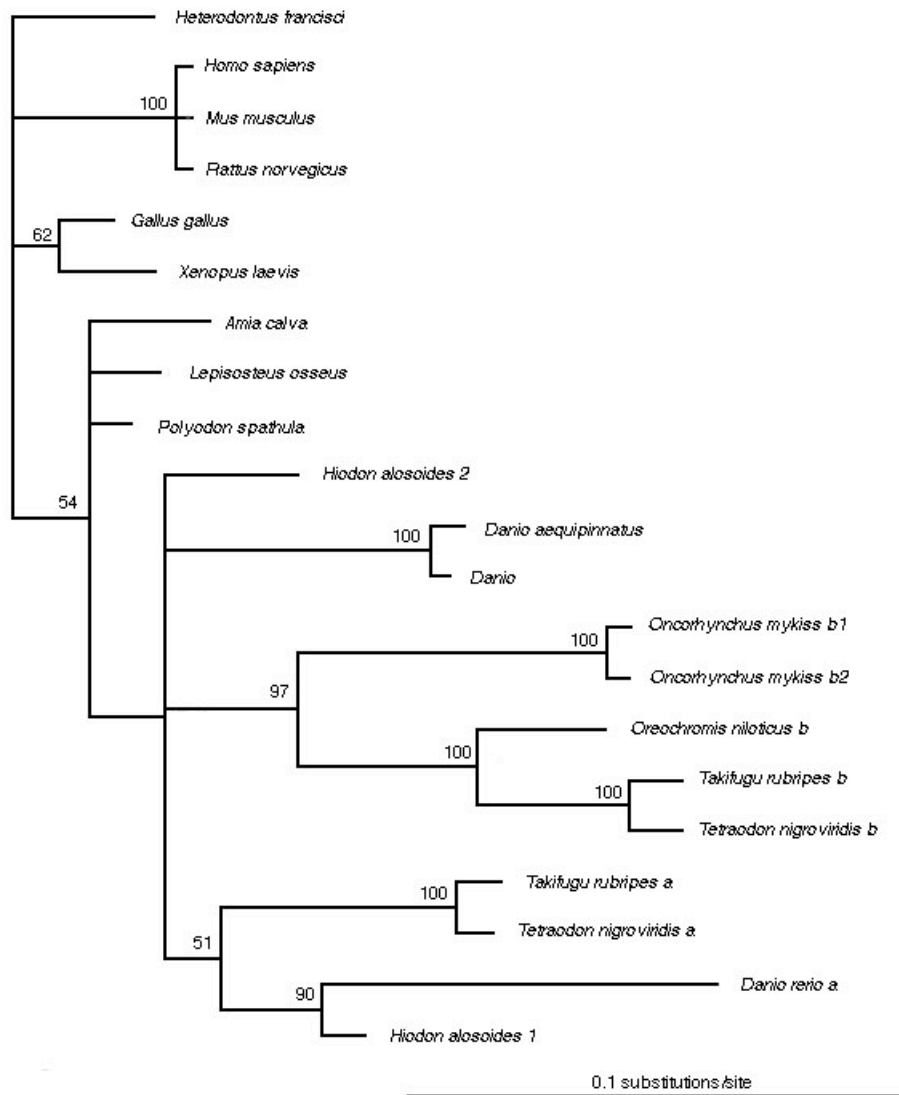 Heterodontus francisci
Homo sapiens
100
Mus musculus
Rattus norvegicus
Gallus gallus
62
Xenopus laevis
Amia calva
Lepisosteus osseus
Polyodon spathula
Hiodon alosoides 2
54
Danio aequipinnatus
100
Danio
Oncorhynchus mykiss b1
100
Oncorhynchus mykiss b2
97
Oreochromis niloticus b
100
Takifugu rubripes b
100
Tetraodon nigroviridis b
Takifugu rubripes a
100
Tetraodon nigroviridis a
51
Danio rerio a
90
Hiodon alosoides 1
0.1 substitutions/site